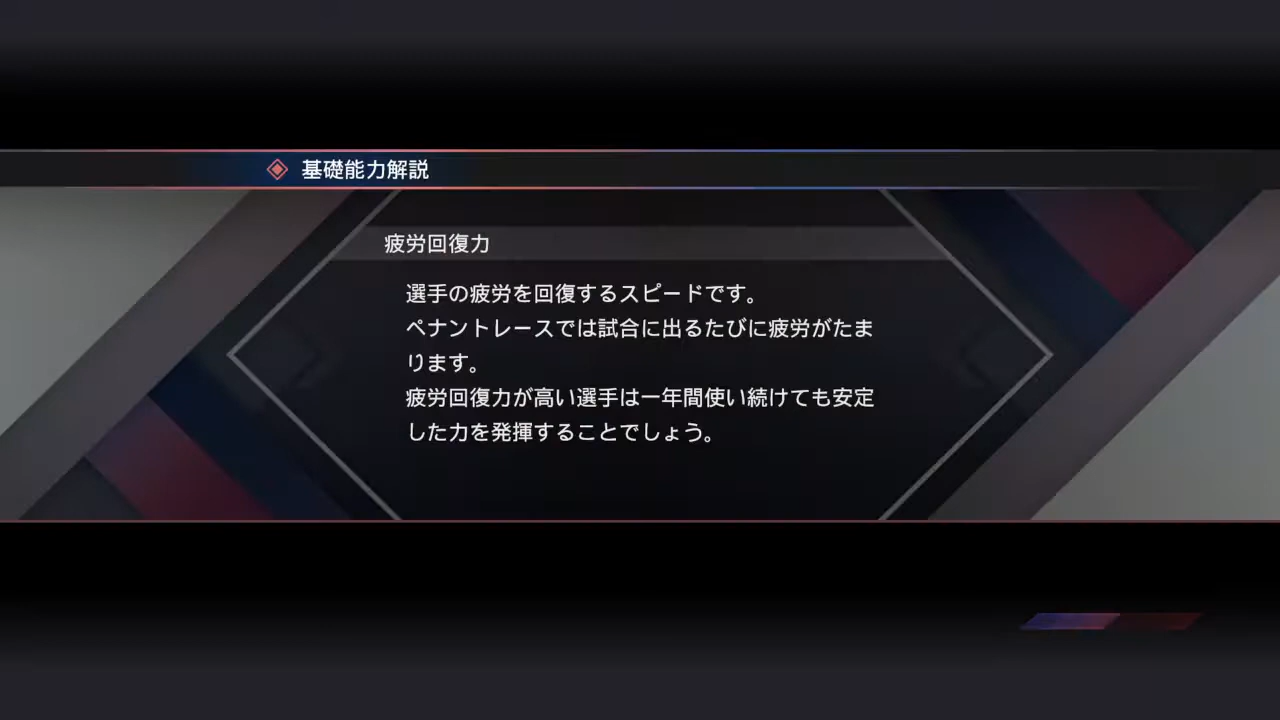 基礎能力解説
疲労回復力
選手の疲労を回復するスピードです。
ペナントレースでは試合に出るたびに疲労がたま
ります。
疲労回復力が高い選手は一年間使い続けても安定
した力を発揮することでしょう。